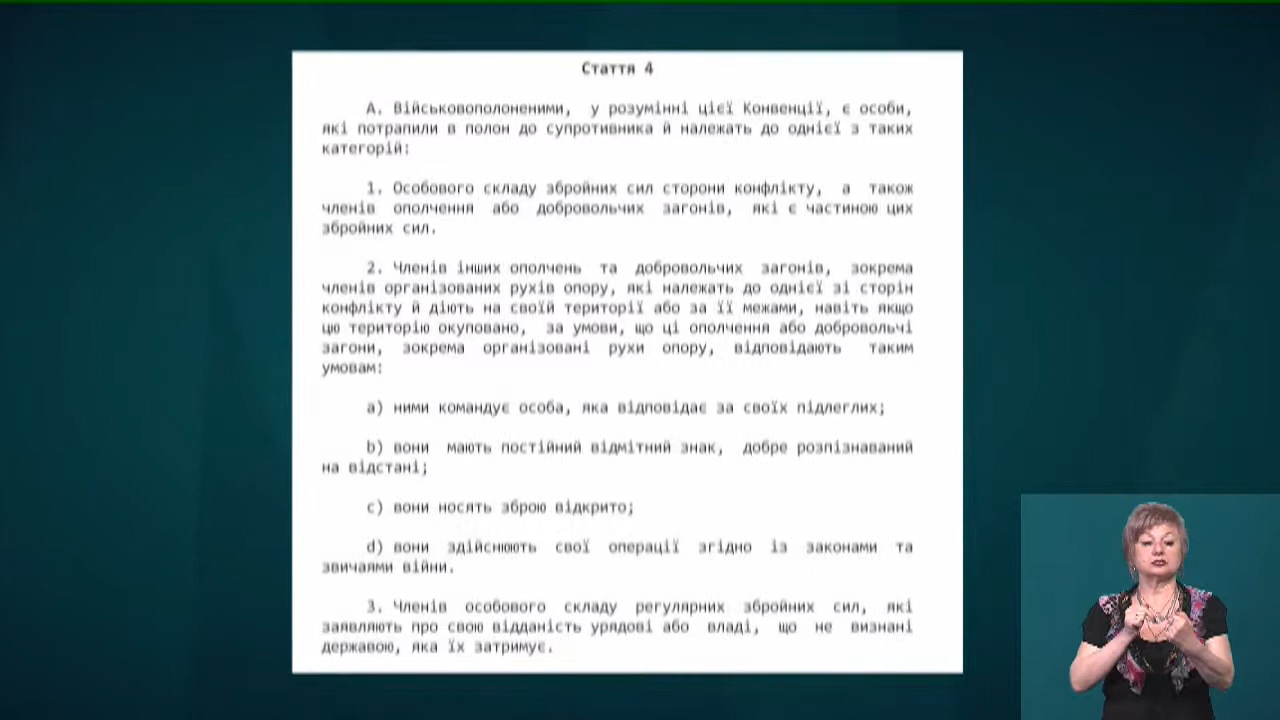 Стаття 4
А. Військовополоненими, у розумінні цієї Конвенції, є особи,
які потрапили в полон до супротивника й належать до однієї з таких
категорій:
1. Особового складу збройних сил сторони конфлікту, а також
членів ополчення або добровольчих загонів, які є частиною цих
збройних сил.
2. Членів інших ополчень та добровольчих загонів, зокрема
членів організованих рухів опору, які належать до однієї зі сторін
конфлікту й діють на своїй території або за її межами, навіть якщо
цю територію окуповано, за умови, що ці ополчення або добровольчі
загони, зокрема організовані рухи опору, відповідають таким
умовам:
a) ними командує особа, яка відповідає за своїх підлеглих;
b) вони мають постійний відмітний знак, добре розпізнаваний
на відстані;
c) вони носять зброю відкрито;
d) вони здійснюють свої операції згідно із законами та
звичаями війни.
3. Членів особового складу регулярних збройних сил, які
заявляють про свою відданість урядові або владі, що не визнані
державою, яка їх затримує.